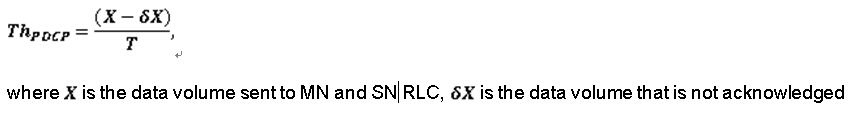 Th_PDCP = (X − δX) / T,
where X is the data volume sent to MN and SN RLC, δX is the data volume that is not acknowledged